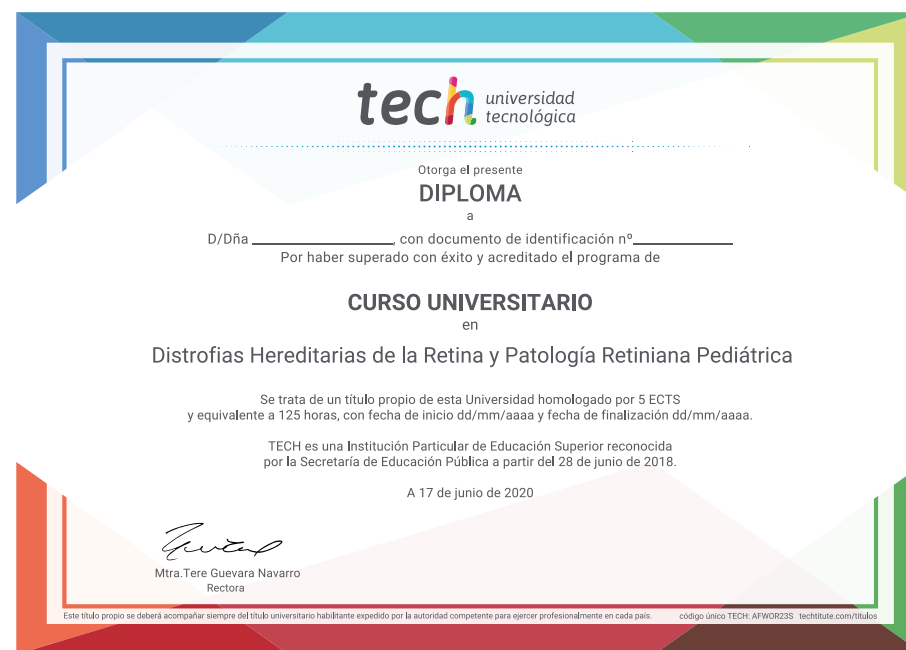 tech universidad
tecnológica
Otorga el presente
DIPLOMA
a
D/Dña ____________________, con documento de identificación nº______________
Por haber superado con éxito y acreditado el programa de
CURSO UNIVERSITARIO
en
Distrofias Hereditarias de la Retina y Patología Retiniana Pediátrica
Se trata de un título propio de esta Universidad homologado por 5 ECTS
y equivalente a 125 horas, con fecha de inicio dd/mm/aaaa y fecha de finalización dd/mm/aaaa.
TECH es una Institución Particular de Educación Superior reconocida
por la Secretaría de Educación Pública a partir del 28 de junio de 2018.
A 17 de junio de 2020
Mtra.Tere Guevara Navarro
Rectora
Este título propio se deberá acompañar siempre del título universitario habilitante expedido por la autoridad competente para ejercer profesionalmente en cada país. código único TECH: AFWOR23S techtitute.com/titulos